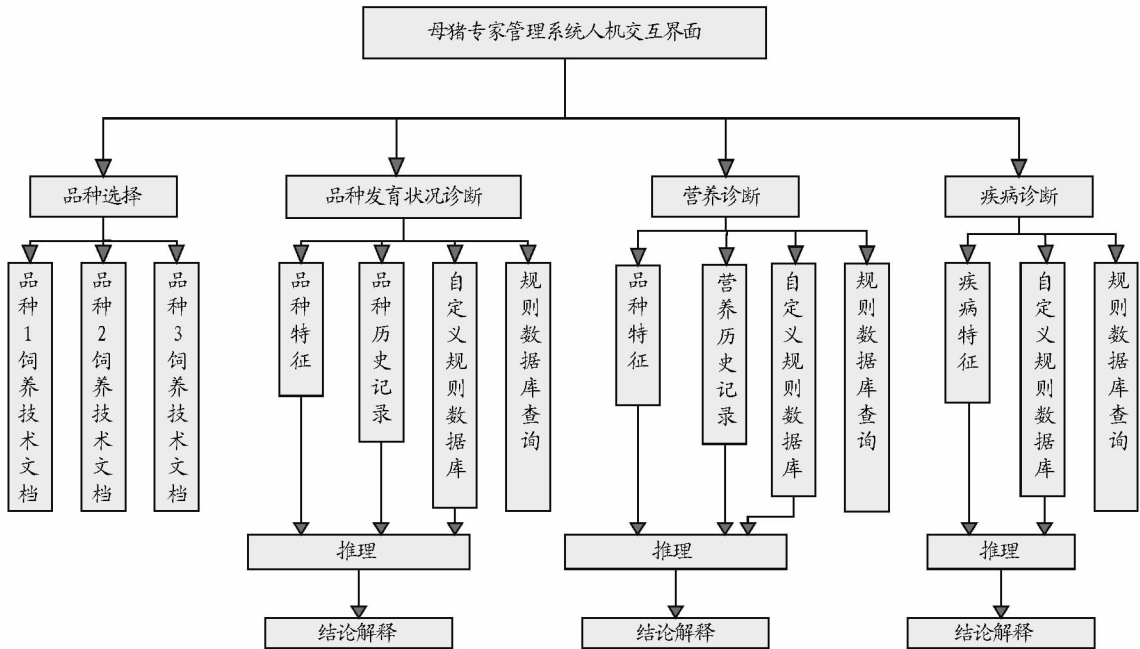 母猪专家管理系统人机交互界面
品种选择
品种发育状况诊断
营养诊断
疾病诊断
品种1饲养技术文档
品种2饲养技术文档
品种3饲养技术文档
品种特征
品种历史记录
自定义规则数据库
规则数据库查询
品种特征
营养历史记录
自定义规则数据库
规则数据库查询
疾病特征
自定义规则数据库
规则数据库查询
推理
推理
推理
结论解释
结论解释
结论解释